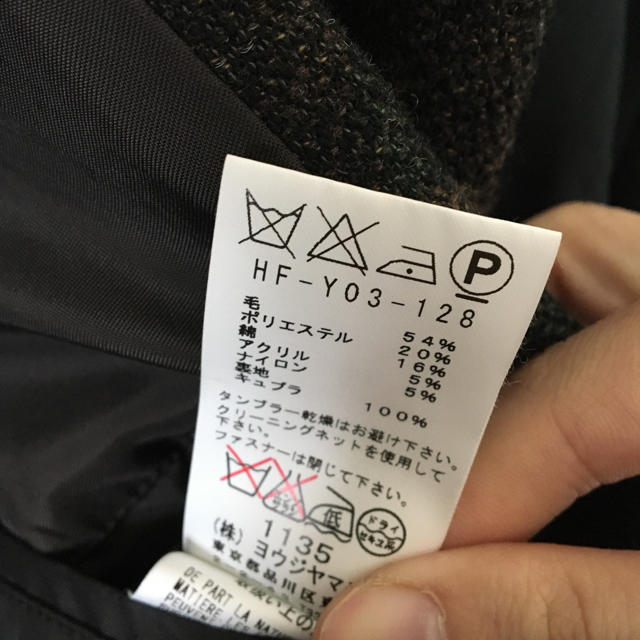 P
HF-Y03-128
毛 54%
ポリエステル 20%
綿 16%
アクリル 5%
ナイロン 5%
裏地
キュプラ 100%
タンブラー乾燥はお避け下さい。
クリーニングネットを使用して
下さい。
ファスナーは閉じて下さい。
低 ドライ
1135
(株) ヨウジヤマ
東京都品川区
DE PART LA N
MATIÈRE